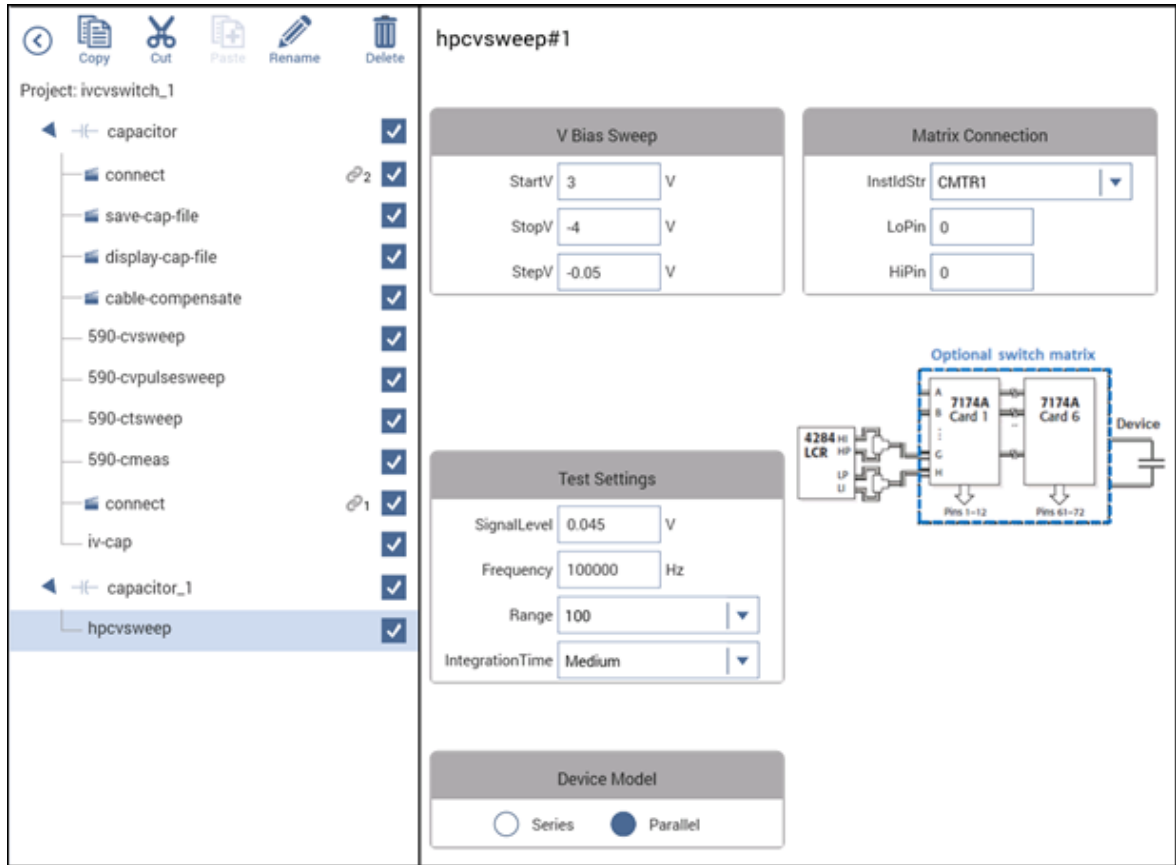 Copy Cut Paste Rename Delete
Project: ivcvswitch_1
capacitor
connect 2
save-cap-file
display-cap-file
cable-compensate
590-cvsweep
590-cvpulsesweep
590-ctsweep
590-cmeas
connect 1
iv-cap
capacitor_1
hpcvsweep
hpcvsweep#1
V Bias Sweep
StartV 3 V
StopV -4 V
StepV -0.05 V
Matrix Connection
InstIdStr CMTR1
LoPin 0
HiPin 0
Optional switch matrix
4284 HI
LCR HP
LP
LI
A
B
G
H
7174A
Card 1
7174A
Card 6
Device
Pins 1–12
Pins 61–72
Test Settings
SignalLevel 0.045 V
Frequency 100000 Hz
Range 100
IntegrationTime Medium
Device Model
Series Parallel